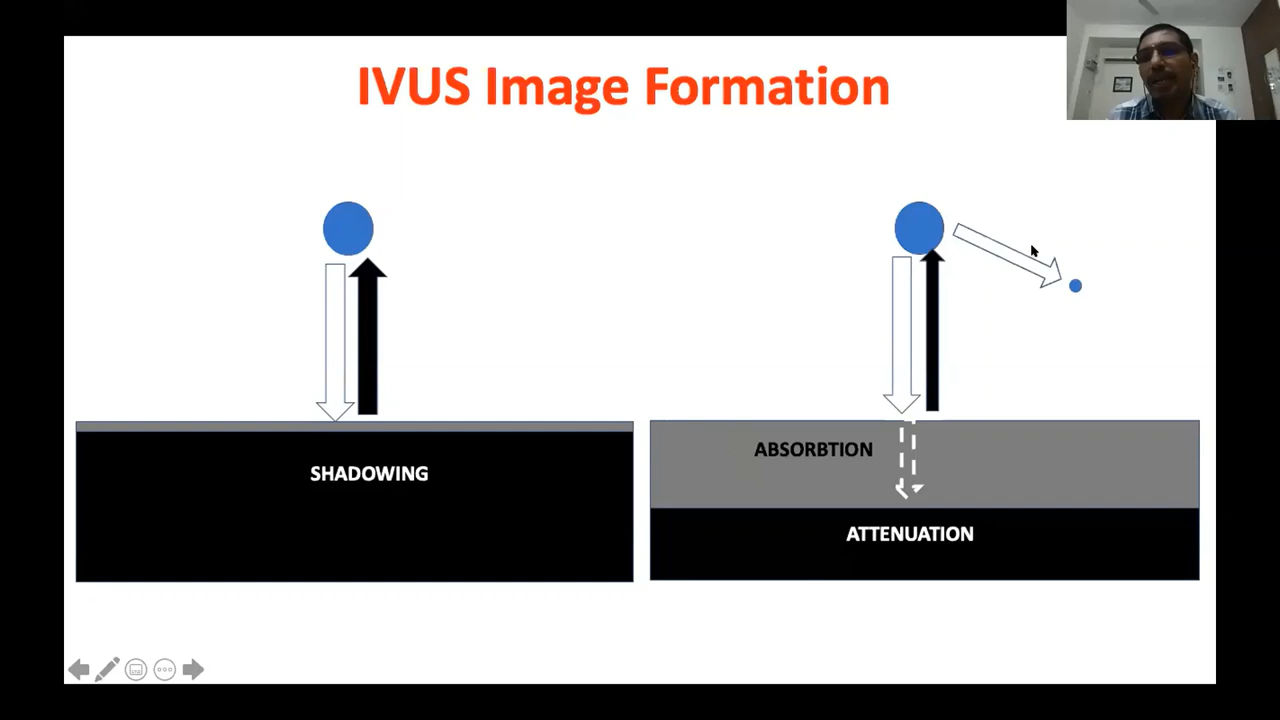 IVUS Image Formation
SHADOWING
ABSORBTION
ATTENUATION